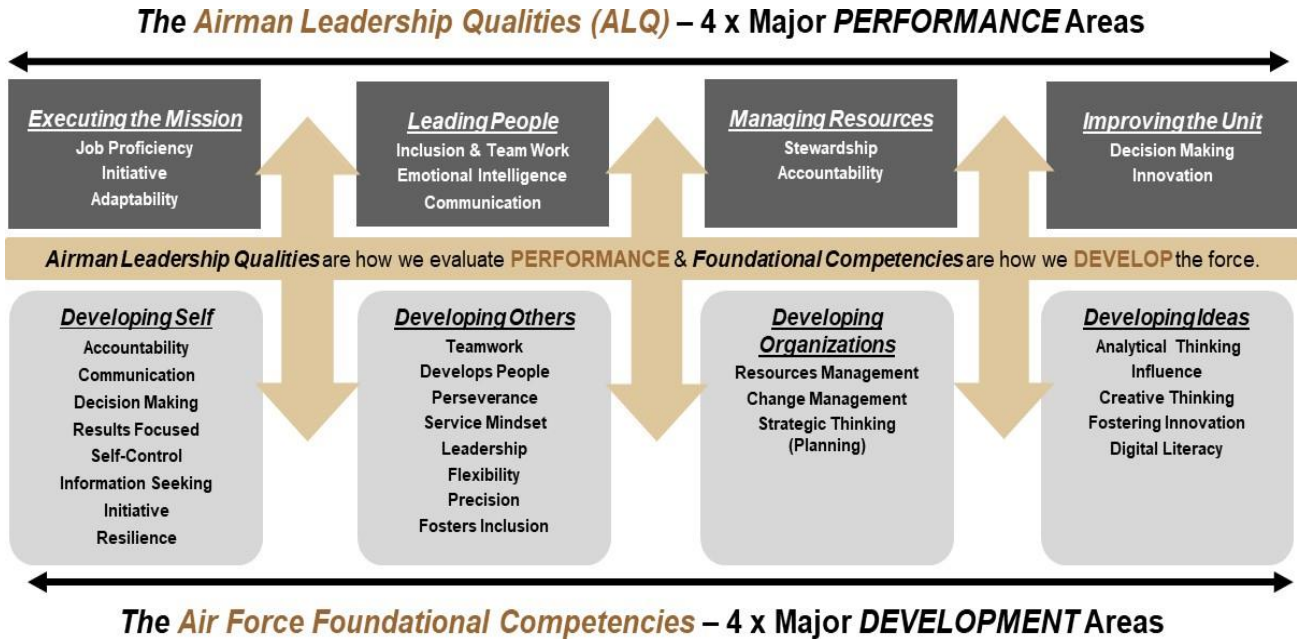 The Airman Leadership Qualities (ALQ) – 4 x Major PERFORMANCE Areas
Executing the Mission
Job Proficiency
Initiative
Adaptability
Leading People
Inclusion & Team Work
Emotional Intelligence
Communication
Managing Resources
Stewardship
Accountability
Improving the Unit
Decision Making
Innovation
Airman Leadership Qualities are how we evaluate PERFORMANCE & Foundational Competencies are how we DEVELOP the force.
Developing Self
Accountability
Communication
Decision Making
Results Focused
Self-Control
Information Seeking
Initiative
Resilience
Developing Others
Teamwork
Develops People
Perseverance
Service Mindset
Leadership
Flexibility
Precision
Fosters Inclusion
Developing
Organizations
Resources Management
Change Management
Strategic Thinking
(Planning)
Developing Ideas
Analytical Thinking
Influence
Creative Thinking
Fostering Innovation
Digital Literacy
The Air Force Foundational Competencies – 4 x Major DEVELOPMENT Areas